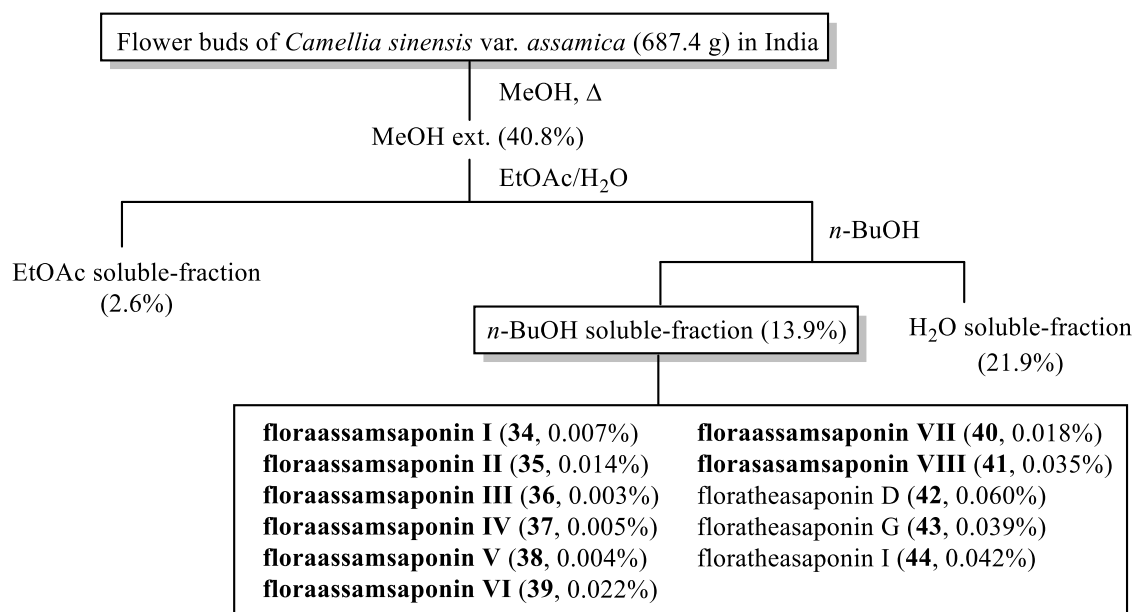 Flower buds of Camellia sinensis var. assamica (687.4 g) in India
MeOH, Δ
MeOH ext. (40.8%)
EtOAc/H₂O
n-BuOH
EtOAc soluble-fraction
(2.6%)
n-BuOH soluble-fraction (13.9%)
H₂O soluble-fraction
(21.9%)
floraassamsaponin I (34, 0.007%)
floraassamsaponin II (35, 0.014%)
floraassamsaponin III (36, 0.003%)
floraassamsaponin IV (37, 0.005%)
floraassamsaponin V (38, 0.004%)
floraassamsaponin VI (39, 0.022%)
floraassamsaponin VII (40, 0.018%)
florasasamsaponin VIII (41, 0.035%)
floratheasaponin D (42, 0.060%)
floratheasaponin G (43, 0.039%)
floratheasaponin I (44, 0.042%)